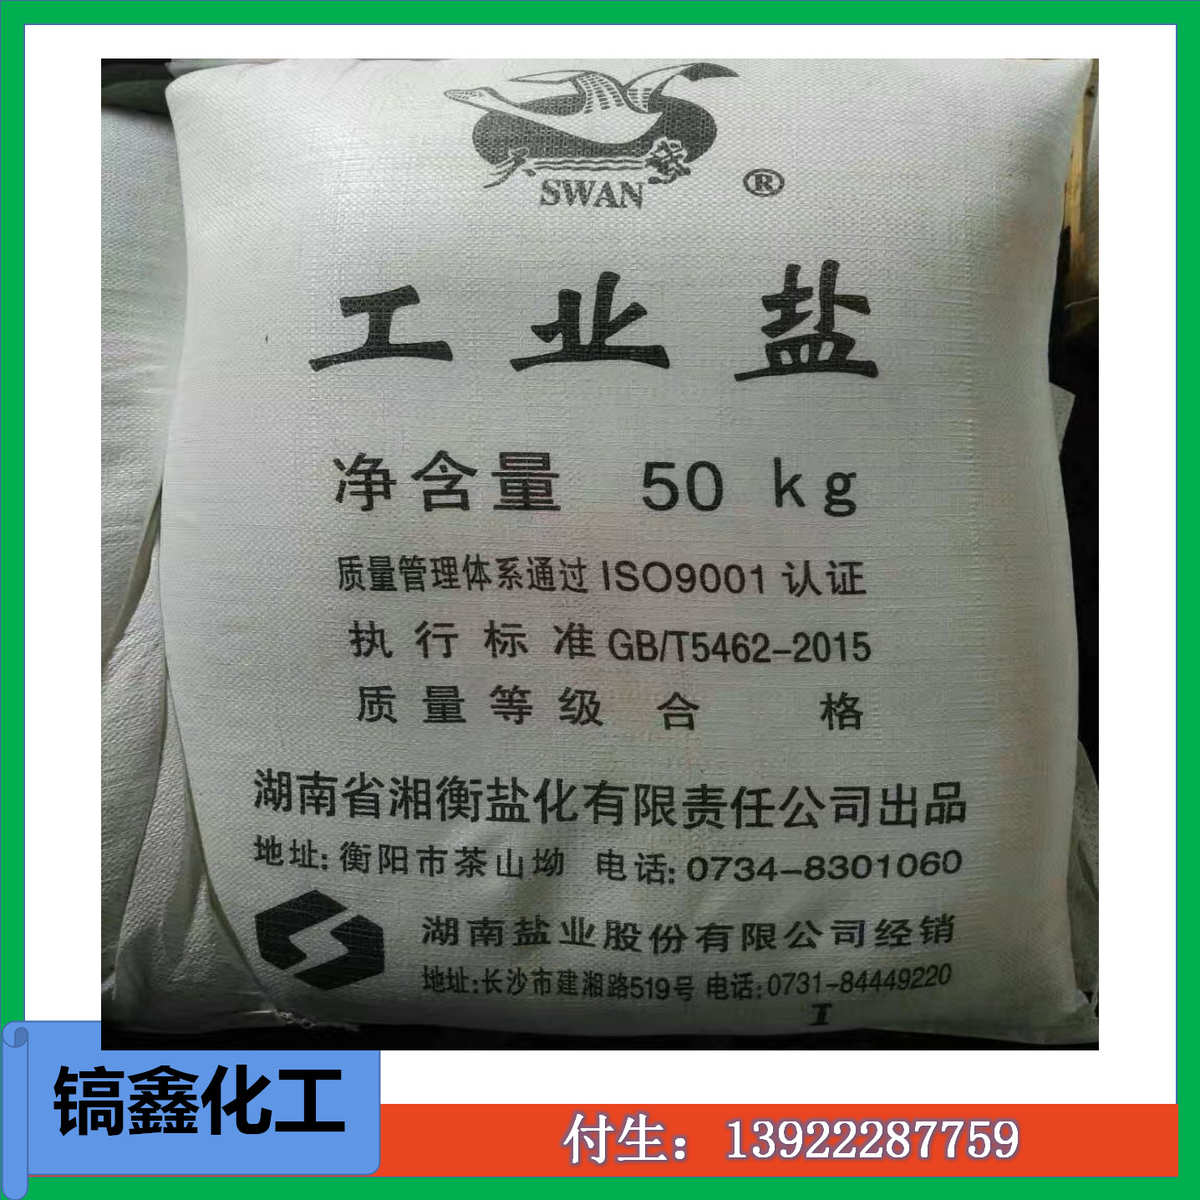 天鹅
SWAN ®
工业盐
净含量 50 kg
质量管理体系通过 ISO9001 认证
执行标准 GB/T5462-2015
质量等级 合格
湖南省湘衡盐化有限责任公司出品
地址:衡阳市茶山坳 电话:0734-8301060
湖南盐业股份有限公司经销
地址:长沙市建湘路519号 电话:0731-84449220
I
镐鑫化工
付生：13922287759